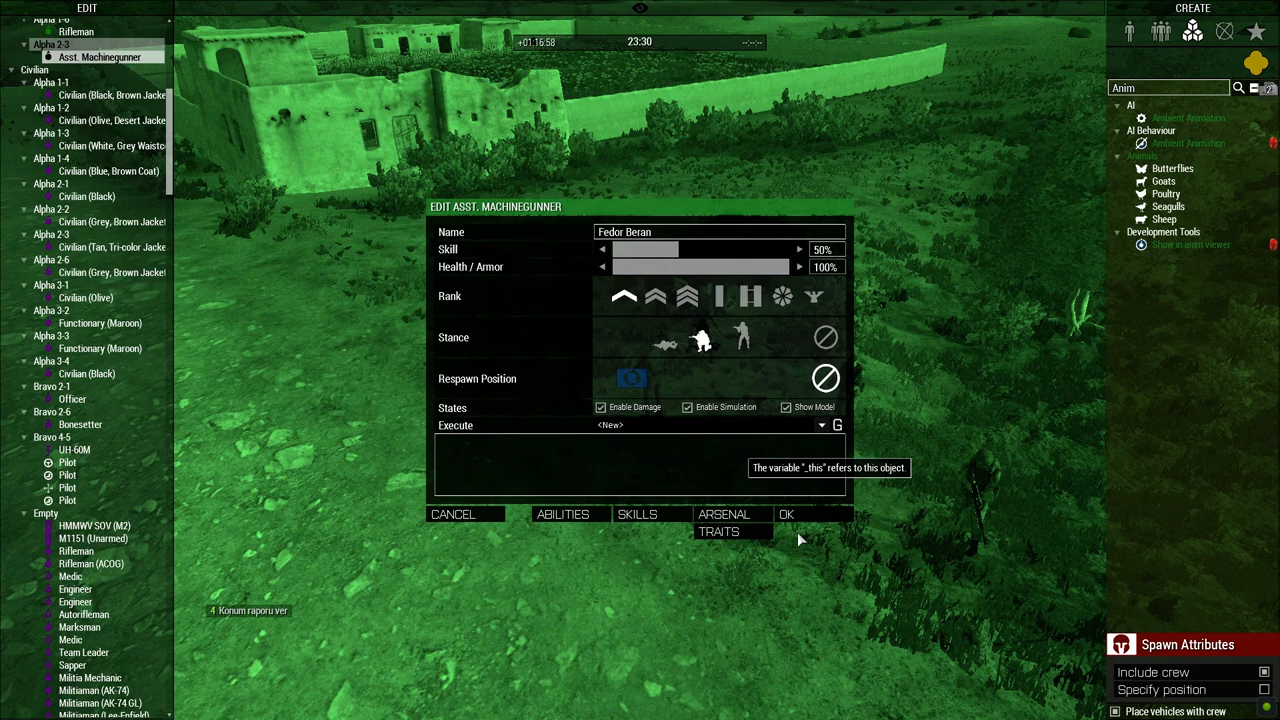 EDIT
Alpha 1-6
Rifleman
Alpha 2-3
Asst. Machinegunner
Civilian
Alpha 1-1
Civilian (Black, Brown Jacke
Alpha 1-2
Civilian (Olive, Desert Jacke
Alpha 1-3
Civilian (White, Grey Waistco
Alpha 1-4
Civilian (Blue, Brown Coat)
Alpha 2-1
Civilian (Black)
Alpha 2-2
Civilian (Grey, Brown Jacke
Alpha 2-3
Civilian (Tan, Tri-color Jacke
Alpha 2-6
Civilian (Grey, Brown Jacke
Alpha 3-1
Civilian (Olive)
Alpha 3-2
Functionary (Maroon)
Alpha 3-3
Functionary (Maroon)
Alpha 3-4
Civilian (Black)
Bravo 2-1
Officer
Bravo 2-6
Bonesetter
Bravo 4-5
UH-60M
Pilot
Pilot
Pilot
Pilot
Empty
HMMWV SOV (M2)
M1151 (Unarmed)
Rifleman
Rifleman (ACOG)
Medic
Engineer
Engineer
Autorifleman
Marksman
Medic
Team Leader
Sapper
Militia Mechanic
Militiaman (AK-74)
Militiaman (AK-74 GL)
Militiaman (Lee-Enfield)
+01:16:58 23:30 --:--:--
EDIT ASST. MACHINEGUNNER
Name Fedor Beran
Skill 50%
Health / Armor 100%
Rank
Stance
Respawn Position
States Enable Damage Enable Simulation Show Model
Execute <New> G
The variable "_this" refers to this object.
CANCEL ABILITIES SKILLS ARSENAL OK
TRAITS
4 Konum raporu ver
CREATE
Anim
AI
Ambient Animation
AI Behaviour
Ambient Animation
Animals
Butterflies
Goats
Poultry
Seagulls
Sheep
Development Tools
Show in anim viewer
Spawn Attributes
Include crew
Specify position
Place vehicles with crew